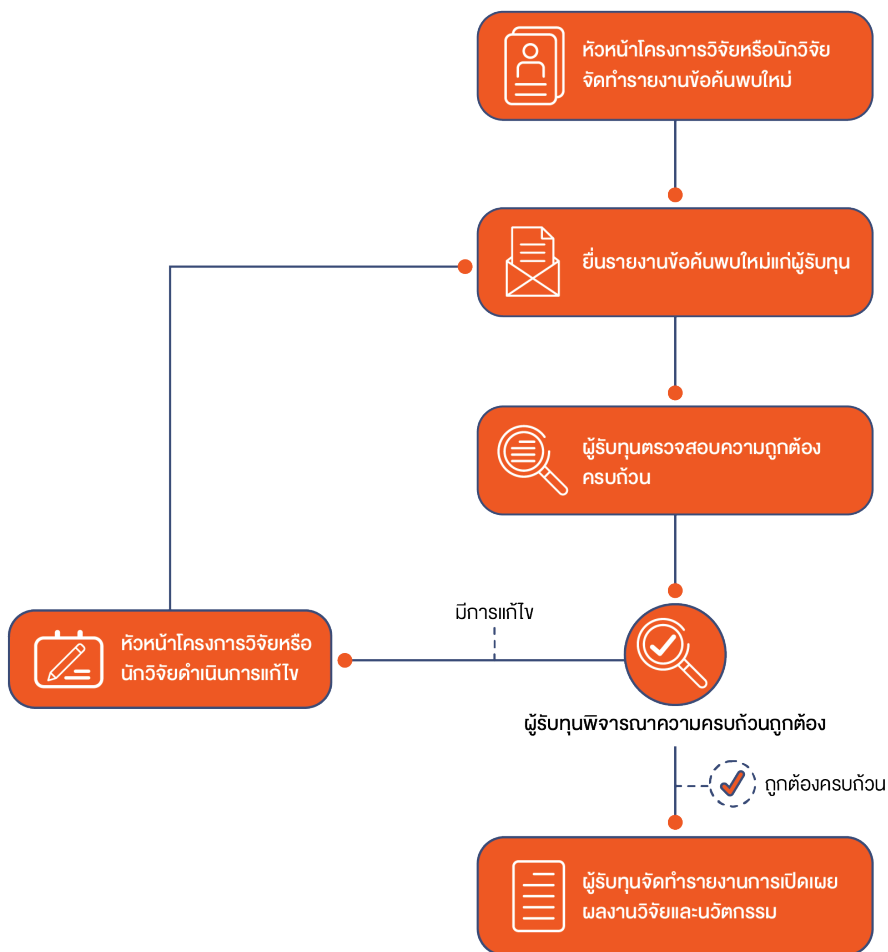 หัวหน้าโครงการวิจัยหรือนักวิจัย
จัดทำรายงานข้อค้นพบใหม่
ยื่นรายงานข้อค้นพบใหม่แก่ผู้รับทุน
ผู้รับทุนตรวจสอบความถูกต้อง
ครบถ้วน
มีการแก้ไข
หัวหน้าโครงการวิจัยหรือ
นักวิจัยดำเนินการแก้ไข
ผู้รับทุนพิจารณาความครบถ้วนถูกต้อง
ถูกต้องครบถ้วน
ผู้รับทุนจัดทำรายงานการเปิดเผย
ผลงานวิจัยและนวัตกรรม